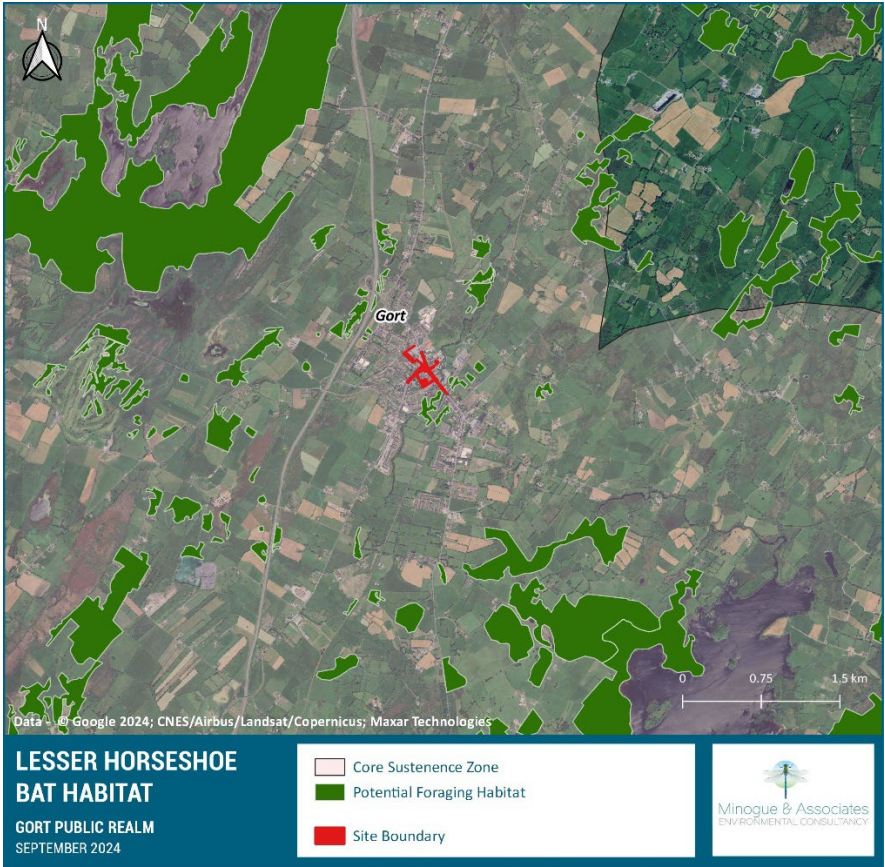 N
Gort
0 0.75 1.5 km
Data - © Google 2024; CNES/Airbus/Landsat/Copernicus; Maxar Technologies
LESSER HORSESHOE
BAT HABITAT
GORT PUBLIC REALM
SEPTEMBER 2024
Core Sustenence Zone
Potential Foraging Habitat
Site Boundary
Minogue & Associates
ENVIRONMENTAL CONSULTANCY